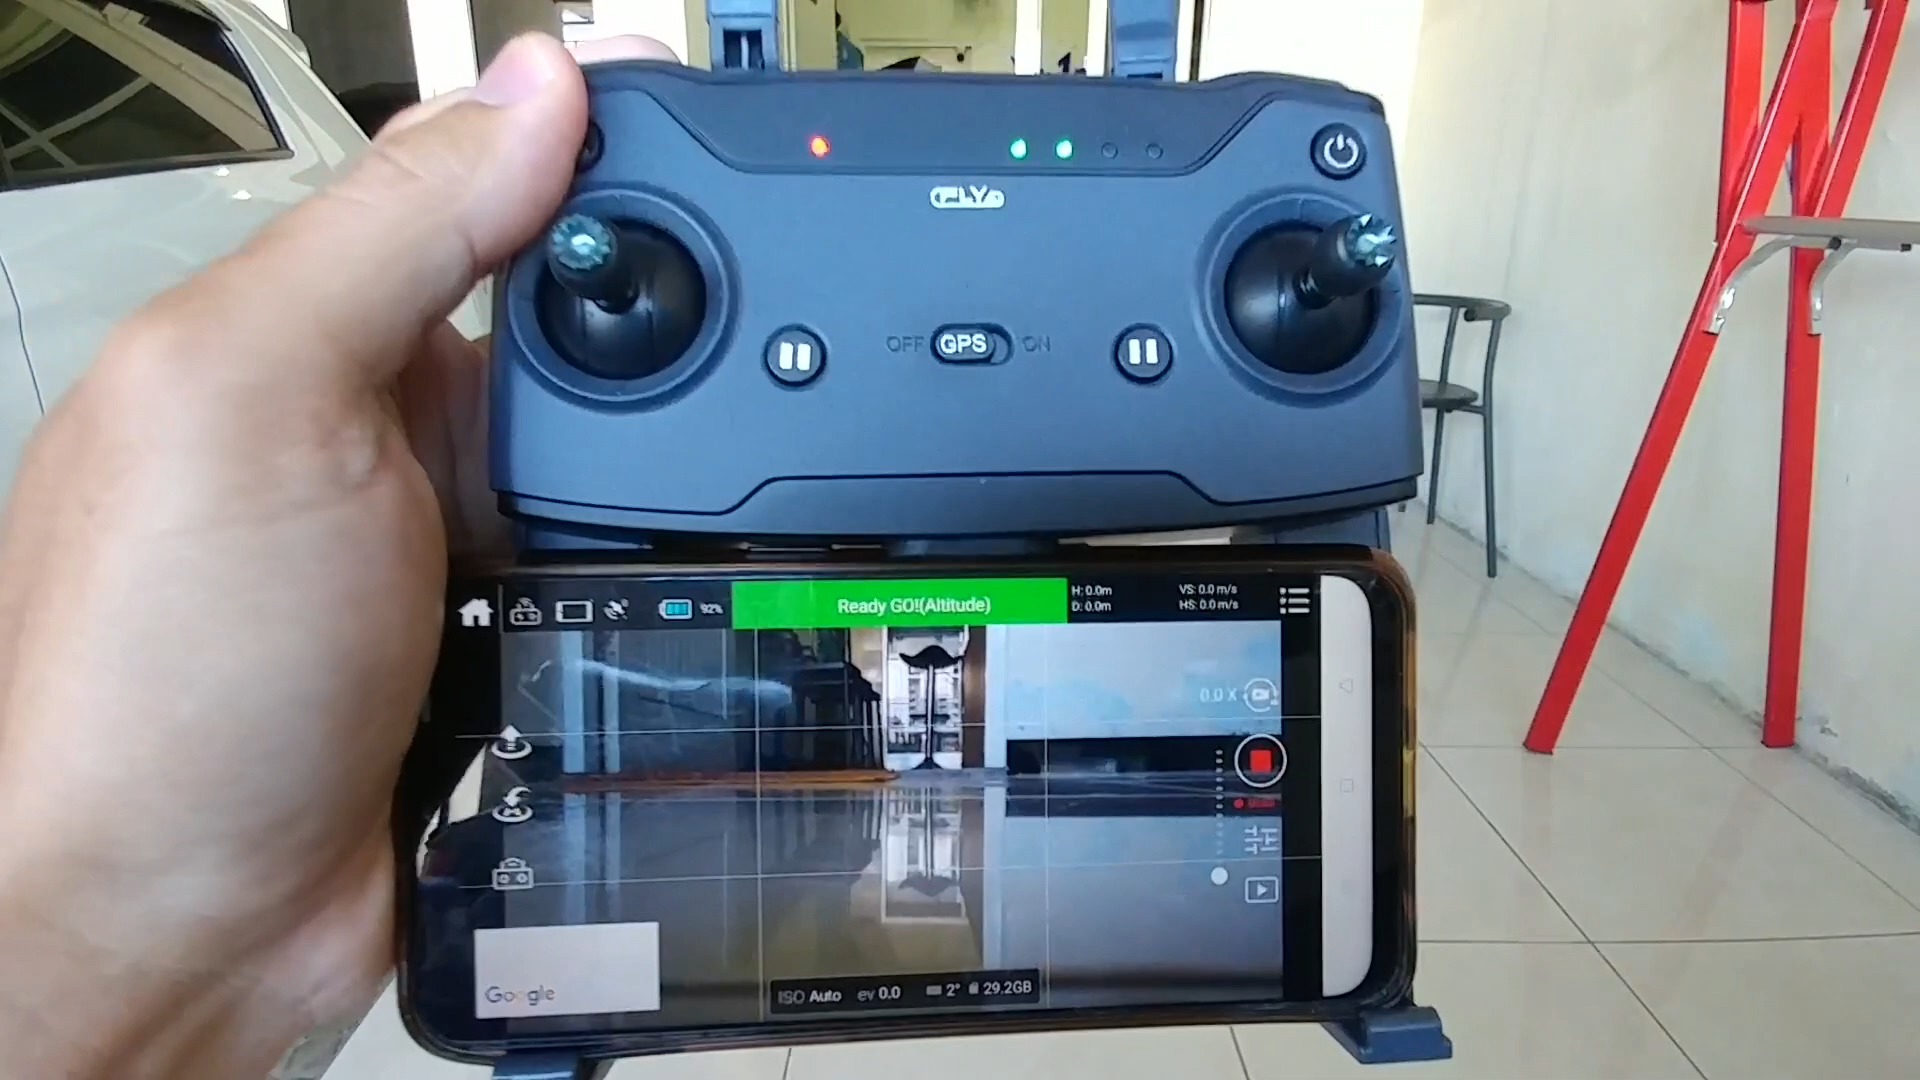 C-FLY
OFF GPS ON
92%
Ready GO!(Altitude)
H: 0.0m
D: 0.0m
VS: 0.0 m/s
HS: 0.0 m/s
0.0 X
Google
ISO Auto ev 0.0 2° 29.2GB